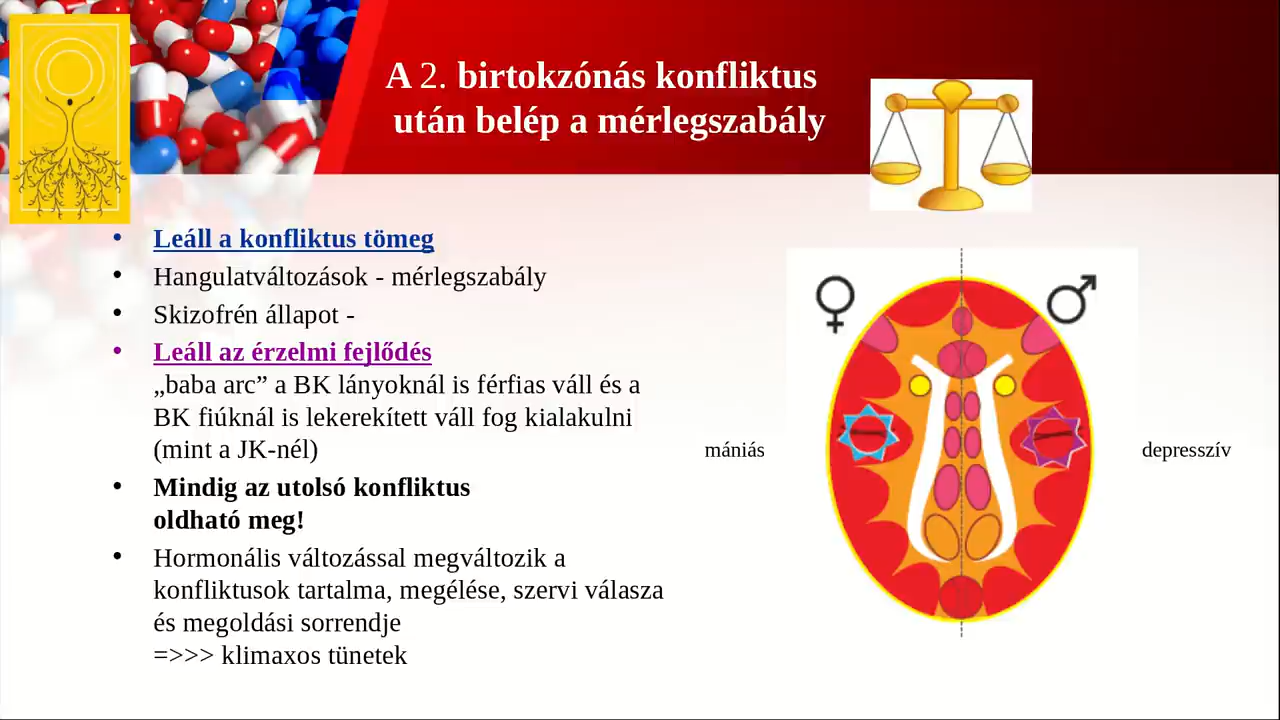 A 2. birtokzónás konfliktus
után belép a mérlegszabály
• Leáll a konfliktus tömeg
• Hangulatváltozások - mérlegszabály
• Skizofrén állapot -
• Leáll az érzelmi fejlődés
„baba arc” a BK lányoknál is férfias váll és a
BK fiúknál is lekerekített váll fog kialakulni
(mint a JK-nél)
• Mindig az utolsó konfliktus
oldható meg!
• Hormonális változással megváltozik a
konfliktusok tartalma, megélése, szervi válasza
és megoldási sorrendje
=>>> klimaxos tünetek
mániás
depresszív